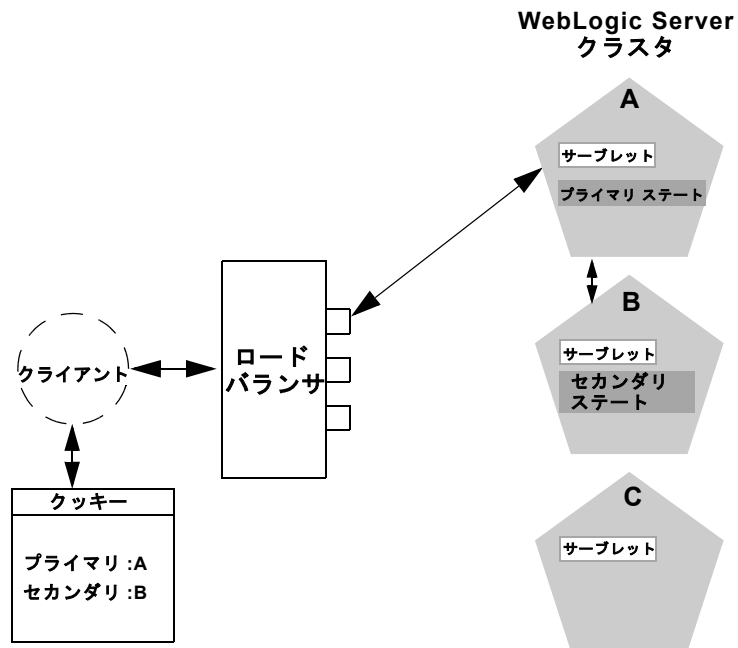 WebLogic Server
クラスタ
A
サーブレット
プライマリ ステート
B
サーブレット
セカンダリ
ステート
C
サーブレット
ロード
バランサ
クライアント
クッキー
プライマリ :A
セカンダリ :B